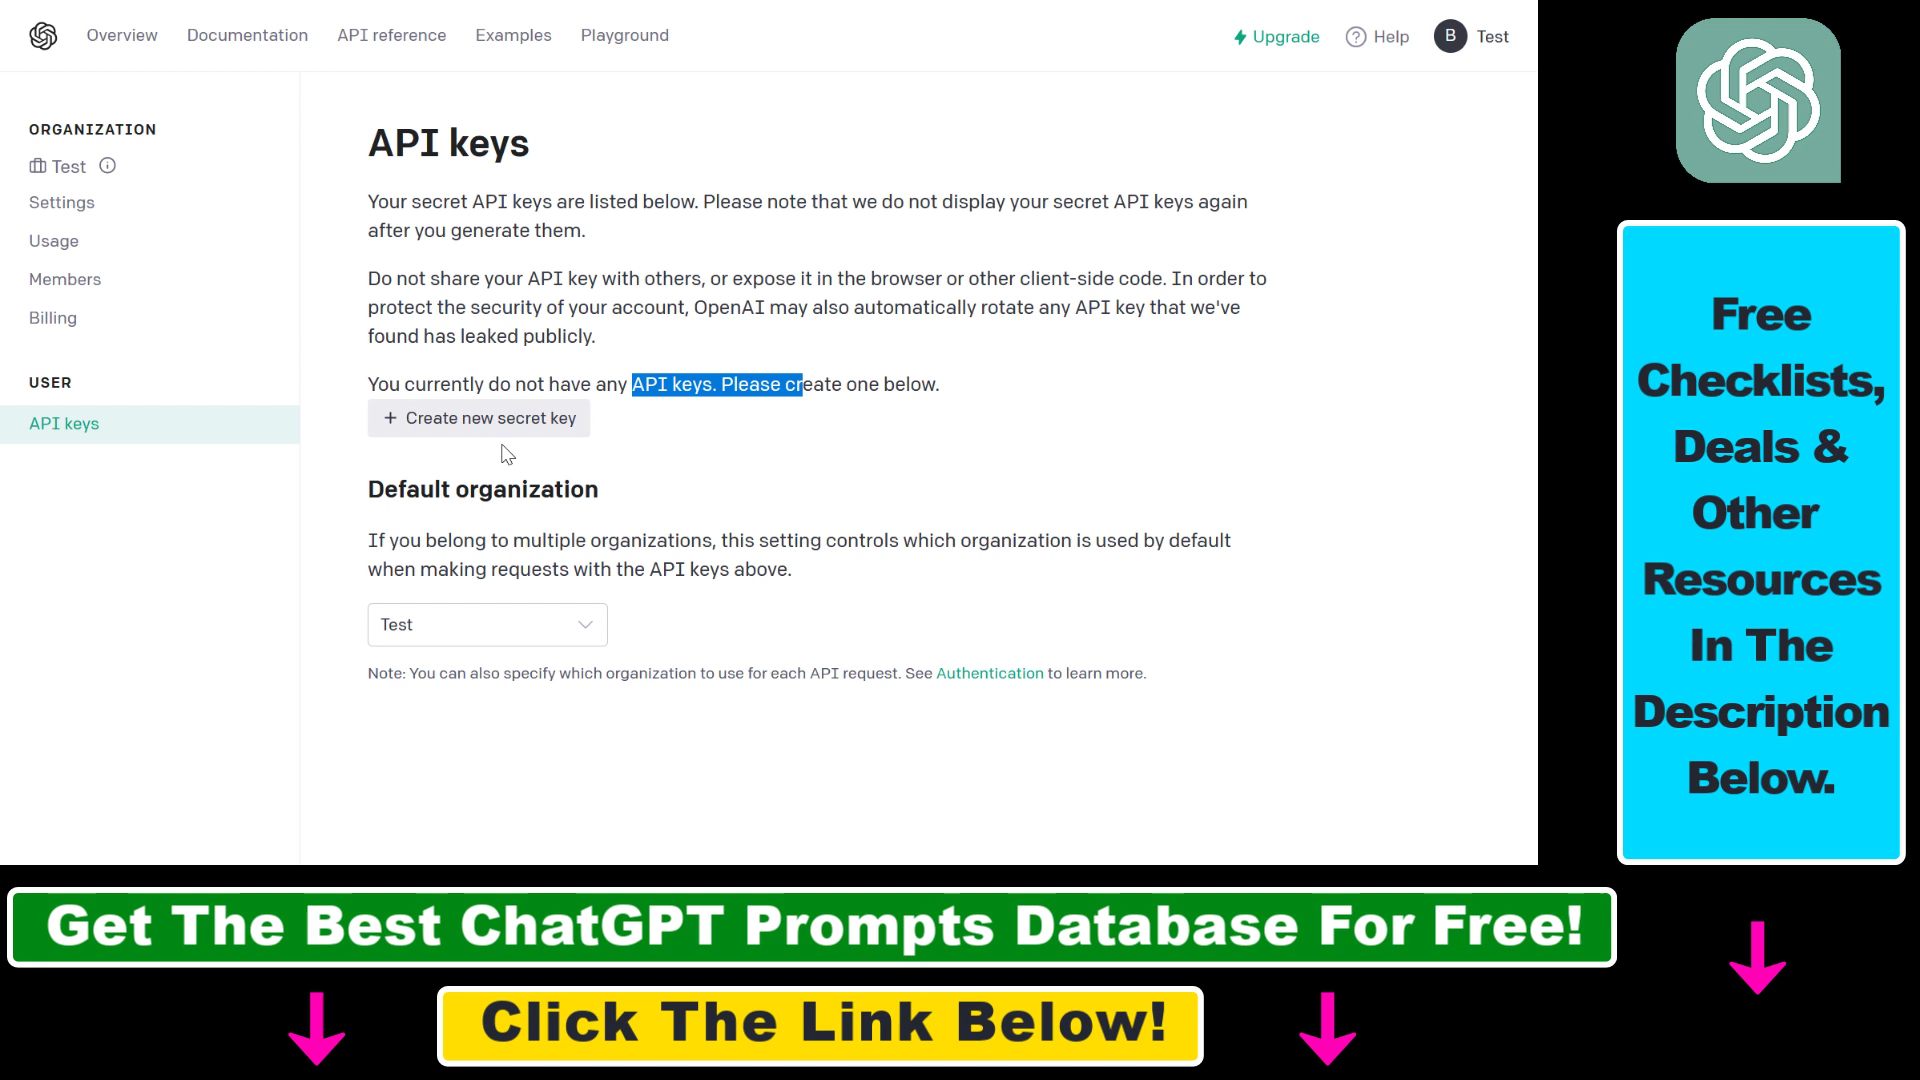 Overview Documentation API reference Examples Playground Upgrade Help B Test
ORGANIZATION
Test
Settings
Usage
Members
Billing
USER
API keys
API keys
Your secret API keys are listed below. Please note that we do not display your secret API keys again
after you generate them.
Do not share your API key with others, or expose it in the browser or other client-side code. In order to
protect the security of your account, OpenAI may also automatically rotate any API key that we've
found has leaked publicly.
You currently do not have any API keys. Please create one below.
+ Create new secret key
Default organization
If you belong to multiple organizations, this setting controls which organization is used by default
when making requests with the API keys above.
Test
Note: You can also specify which organization to use for each API request. See Authentication to learn more.
Free
Checklists,
Deals &
Other
Resources
In The
Description
Below.
Get The Best ChatGPT Prompts Database For Free!
Click The Link Below!